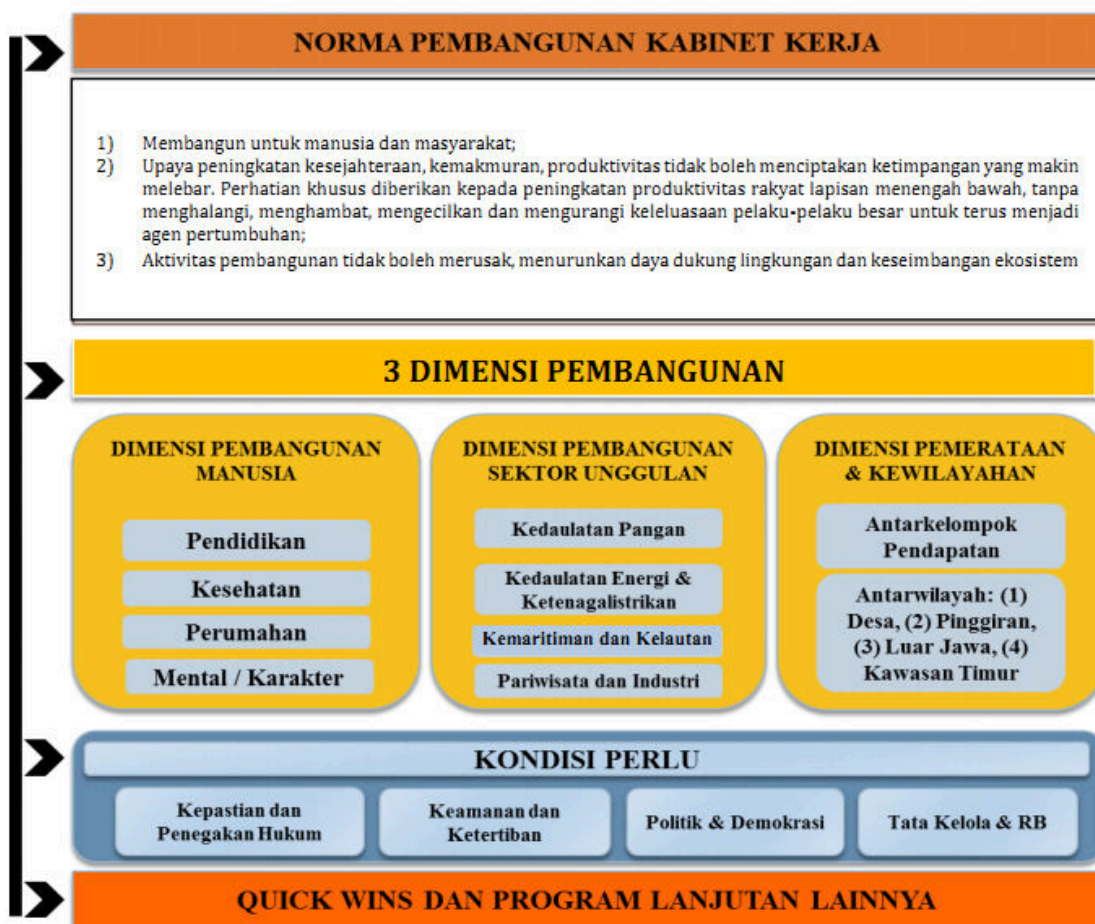 NORMA PEMBANGUNAN KABINET KERJA
1) Membangun untuk manusia dan masyarakat;
2) Upaya peningkatan kesejahteraan, kemakmuran, produktivitas tidak boleh menciptakan ketimpangan yang makin
melebar. Perhatian khusus diberikan kepada peningkatan produktivitas rakyat lapisan menengah bawah, tanpa
menghalangi, menghambat, mengecilkan dan mengurangi keleluasaan pelaku-pelaku besar untuk terus menjadi
agen pertumbuhan;
3) Aktivitas pembangunan tidak boleh merusak, menurunkan daya dukung lingkungan dan keseimbangan ekosistem
3 DIMENSI PEMBANGUNAN
DIMENSI PEMBANGUNAN
MANUSIA
Pendidikan
Kesehatan
Perumahan
Mental / Karakter
DIMENSI PEMBANGUNAN
SEKTOR UNGGULAN
Kedaulatan Pangan
Kedaulatan Energi &
Ketenagalistrikan
Kemaritiman dan Kelautan
Pariwisata dan Industri
DIMENSI PEMERATAAN
& KEWILAYAHAN
Antarkelompok
Pendapatan
Antarwilayah: (1)
Desa, (2) Pinggiran,
(3) Luar Jawa, (4)
Kawasan Timur
KONDISI PERLU
Kepastian dan
Penegakan Hukum
Keamanan dan
Ketertiban
Politik & Demokrasi
Tata Kelola & RB
QUICK WINS DAN PROGRAM LANJUTAN LAINNYA